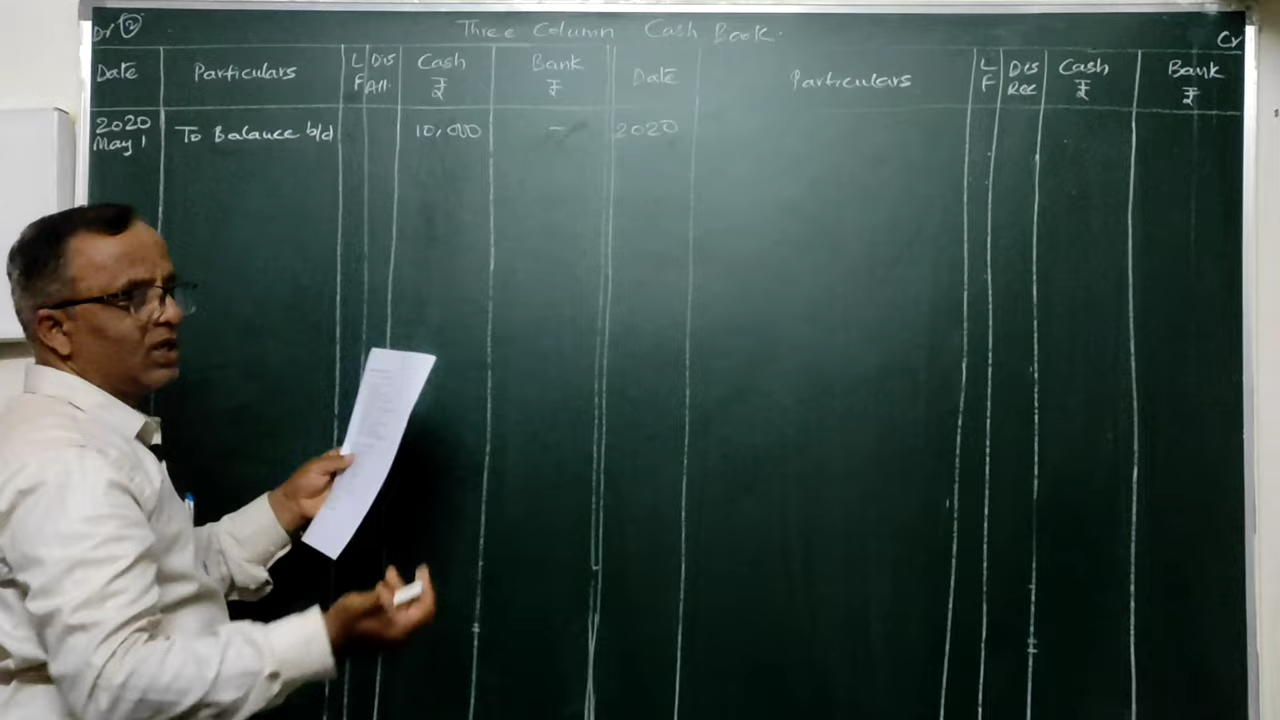 Dr 2 Three Column Cash Book. Cr
Date Particulars L F Dis All. Cash ₹ Bank ₹ Date Particulars L F Dis Rec Cash ₹ Bank ₹
2020 May 1 To Balance b/d 10,000 - 2020